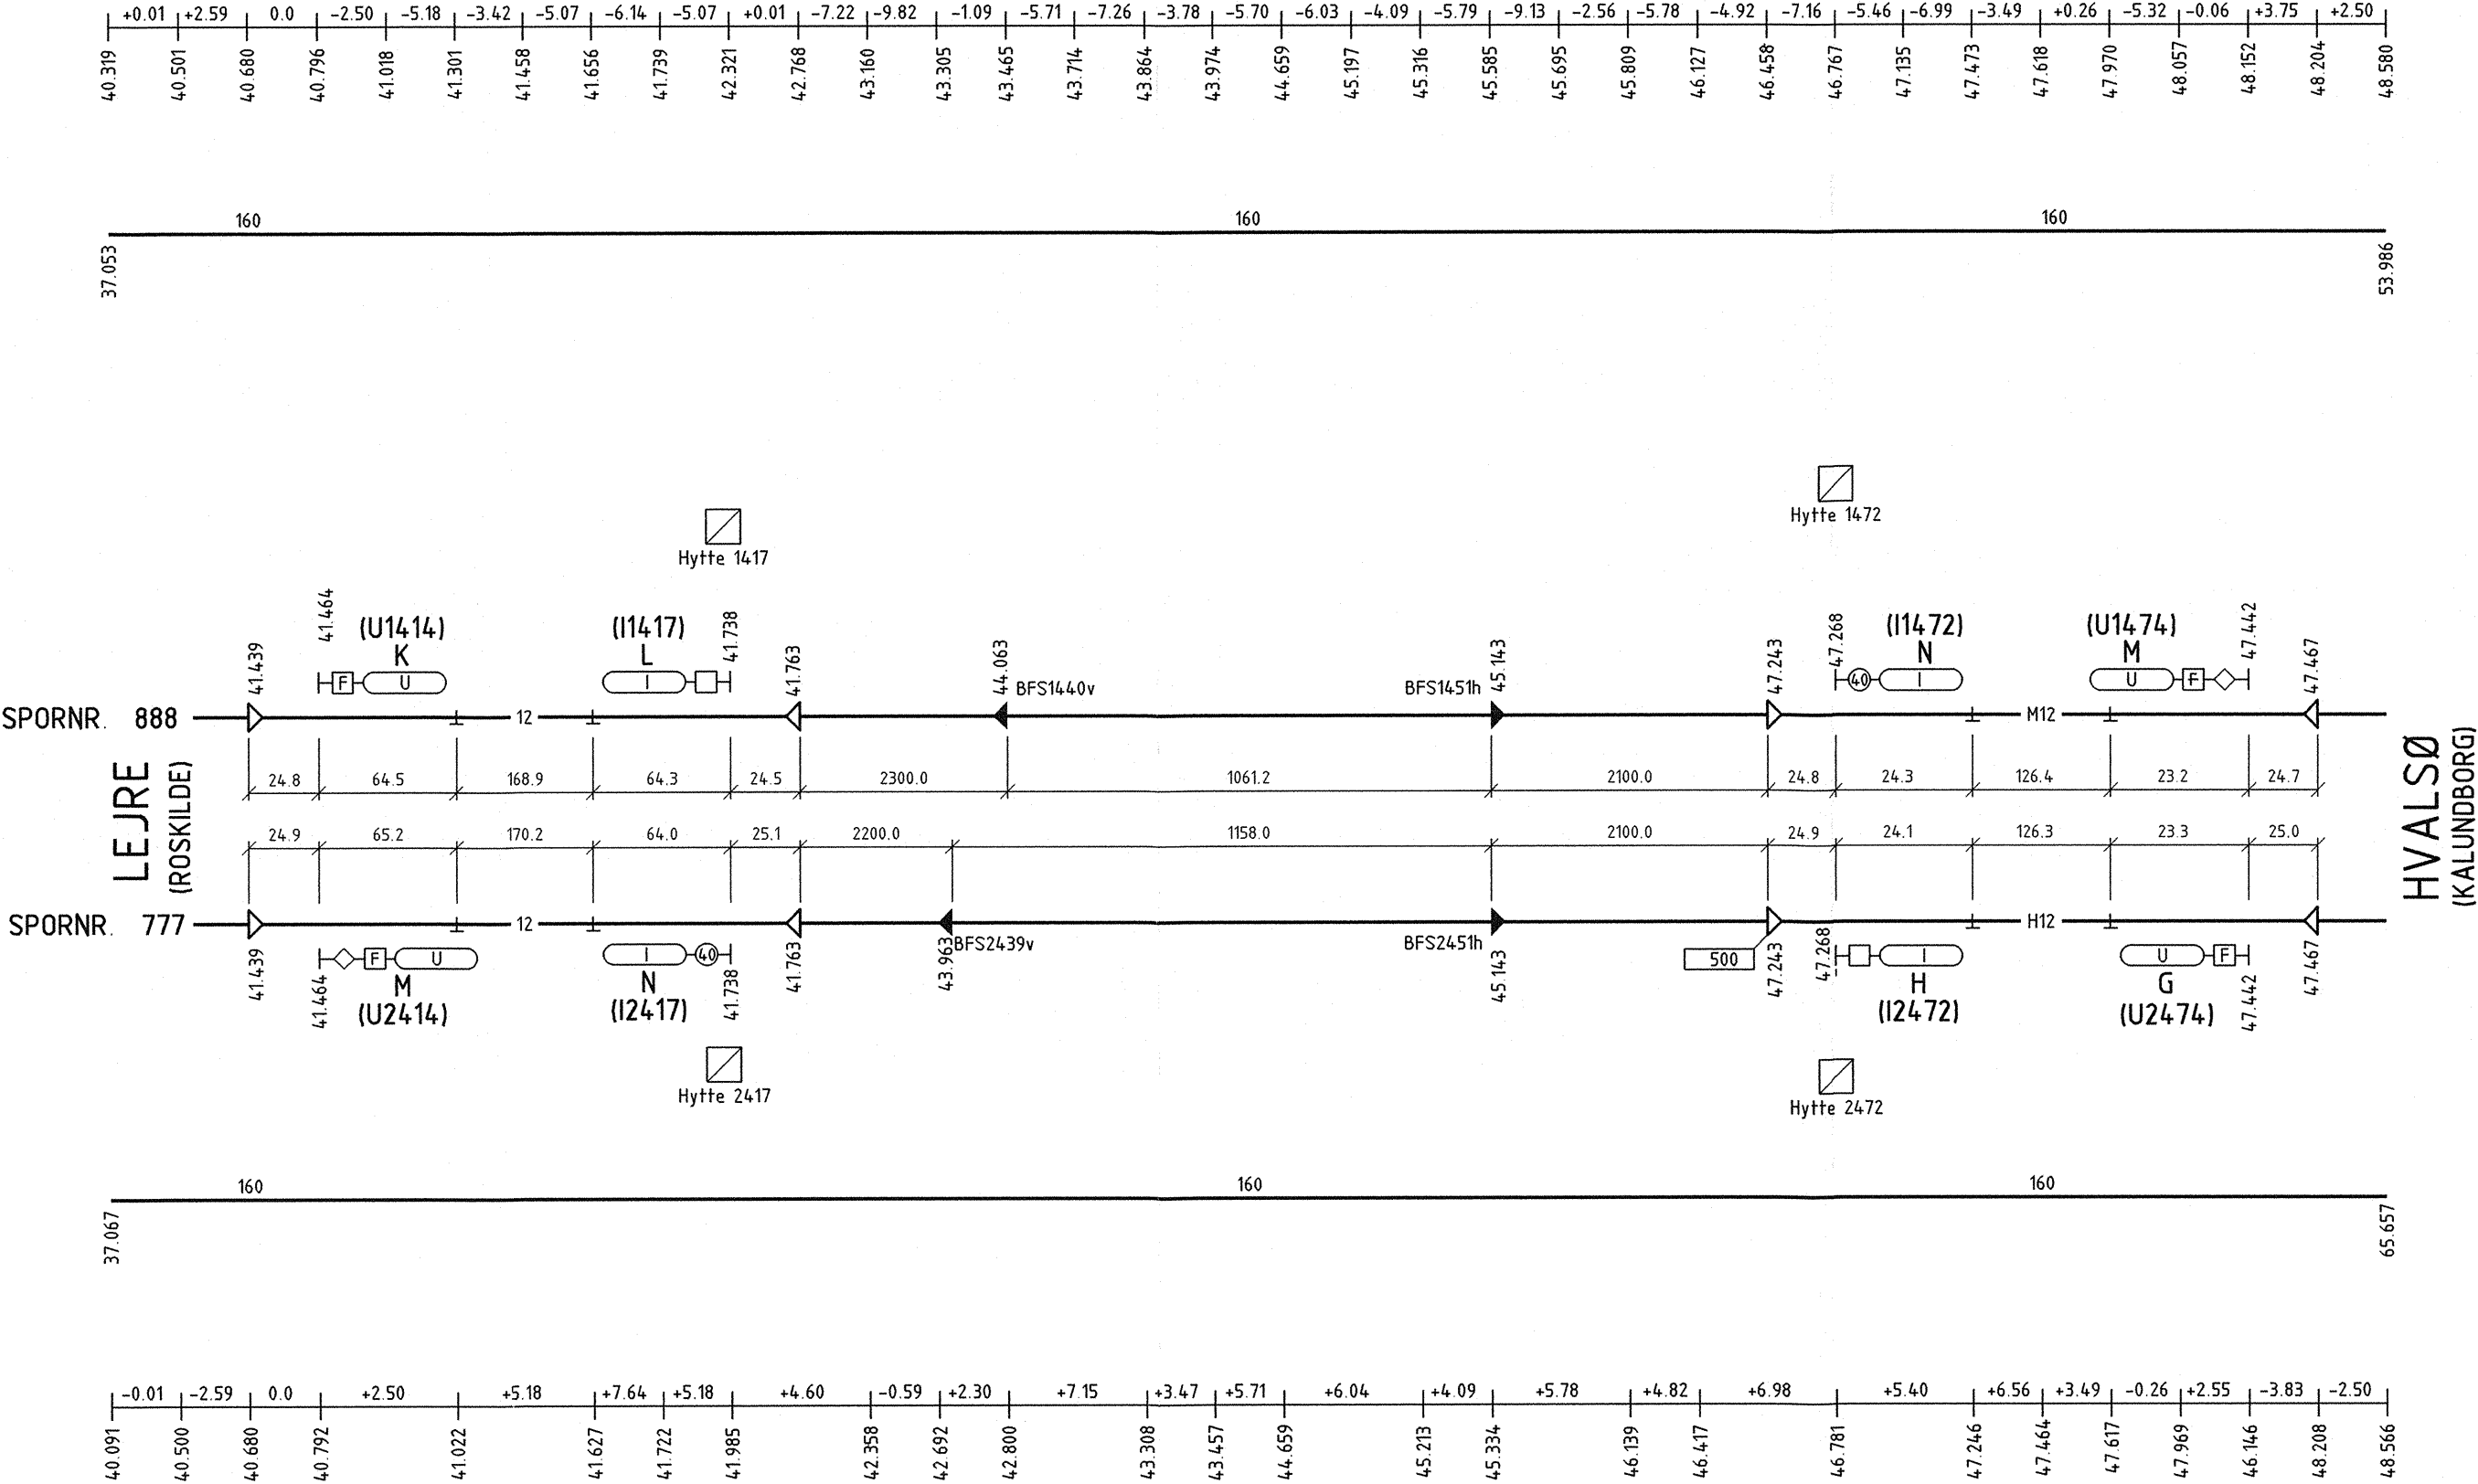 +0.01 +2.59 0.0 -2.50 -5.18 -3.42 -5.07 -6.14 -5.07 +0.01 -7.22 -9.82 -1.09 -5.71 -7.26 -3.78 -5.70 -6.03 -4.09 -5.79 -9.13 -2.56 -5.78 -4.92 -7.16 -5.46 -6.99 -3.49 +0.26 -5.32 -0.06 +3.75 +2.50
40.319 40.501 40.680 40.796 41.018 41.301 41.458 41.656 41.739 42.321 42.768 43.160 43.305 43.465 43.714 43.864 43.974 44.659 45.197 45.316 45.585 45.695 45.809 46.127 46.458 46.767 47.135 47.473 47.618 47.970 48.057 48.152 48.204 48.580
160 160 160
37.053 53.986
Hytte 1472
Hytte 1417
41.439 41.464 (U1414) (I1417) 41.738 41.763 44.063 45.143 47.243 47.268 (I1472) (U1474) 47.442 47.467
K L N M
F U I 40 I U F
BFS1440v BFS1451h
SPORNR. 888 12 M12
24.8 64.5 168.9 64.3 24.5 2300.0 1061.2 2100.0 24.8 24.3 126.4 23.2 24.7
LEJRE
(ROSKILDE)
HVALSØ
(KALUNDBORG)
24.9 65.2 170.2 64.0 25.1 2200.0 1158.0 2100.0 24.9 24.1 126.3 23.3 25.0
SPORNR. 777 12 H12
BFS2439v BFS2451h
F U I 40 500 I U F
41.439 41.464 41.738 41.763 43.963 45.143 47.243 47.268 47.442 47.467
M N H G
(U2414) (I2417) (I2472) (U2474)
Hytte 2417
Hytte 2472
160 160 160
37.067 65.657
-0.01 -2.59 0.0 +2.50 +5.18 +7.64 +5.18 +4.60 -0.59 +2.30 +7.15 +3.47 +5.71 +6.04 +4.09 +5.78 +4.82 +6.98 +5.40 +6.56 +3.49 -0.26 +2.55 -3.83 -2.50
40.091 40.500 40.680 40.792 41.022 41.627 41.722 41.985 42.358 42.692 42.800 43.308 43.457 44.659 45.213 45.334 46.139 46.417 46.781 47.246 47.464 47.617 47.969 46.146 48.208 48.566